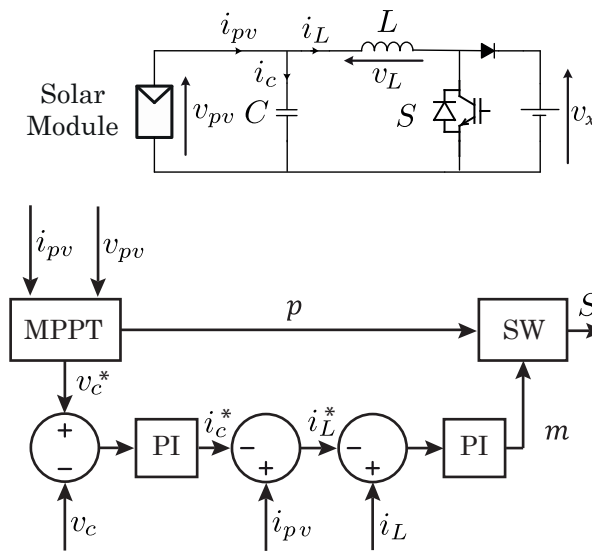 i_pv i_L L
i_c v_L
Solar Module v_pv C S v_x
i_pv v_pv
MPPT p SW S
v_c* i_c* i_L*
+ − PI − + − + PI m
v_c i_pv i_L